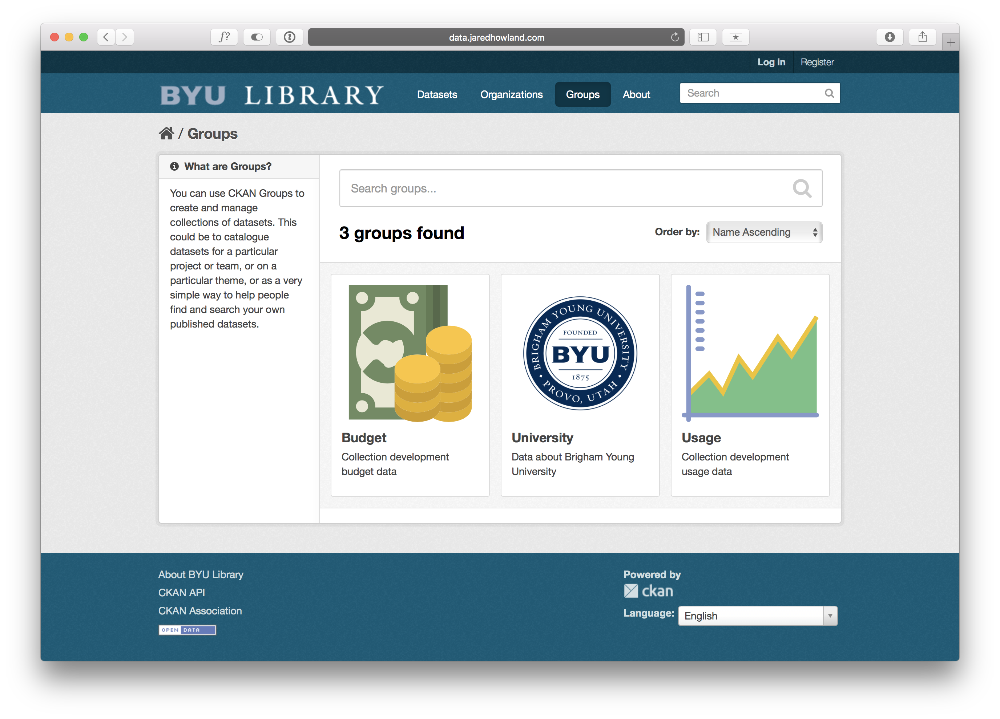 f?
data.jaredhowland.com
Log in
Register
BYU LIBRARY
Datasets
Organizations
Groups
About
Search
/ Groups
What are Groups?
You can use CKAN Groups to
create and manage
collections of datasets. This
could be to catalogue
datasets for a particular
project or team, or on a
particular theme, or as a very
simple way to help people
find and search your own
published datasets.
Search groups...
3 groups found
Order by:
Name Ascending
BRIGHAM YOUNG UNIVERSITY
FOUNDED
BYU
1875
PROVO, UTAH
Budget
Collection development
budget data
University
Data about Brigham Young
University
Usage
Collection development
usage data
About BYU Library
CKAN API
CKAN Association
OPEN DATA
Powered by
ckan
Language:
English